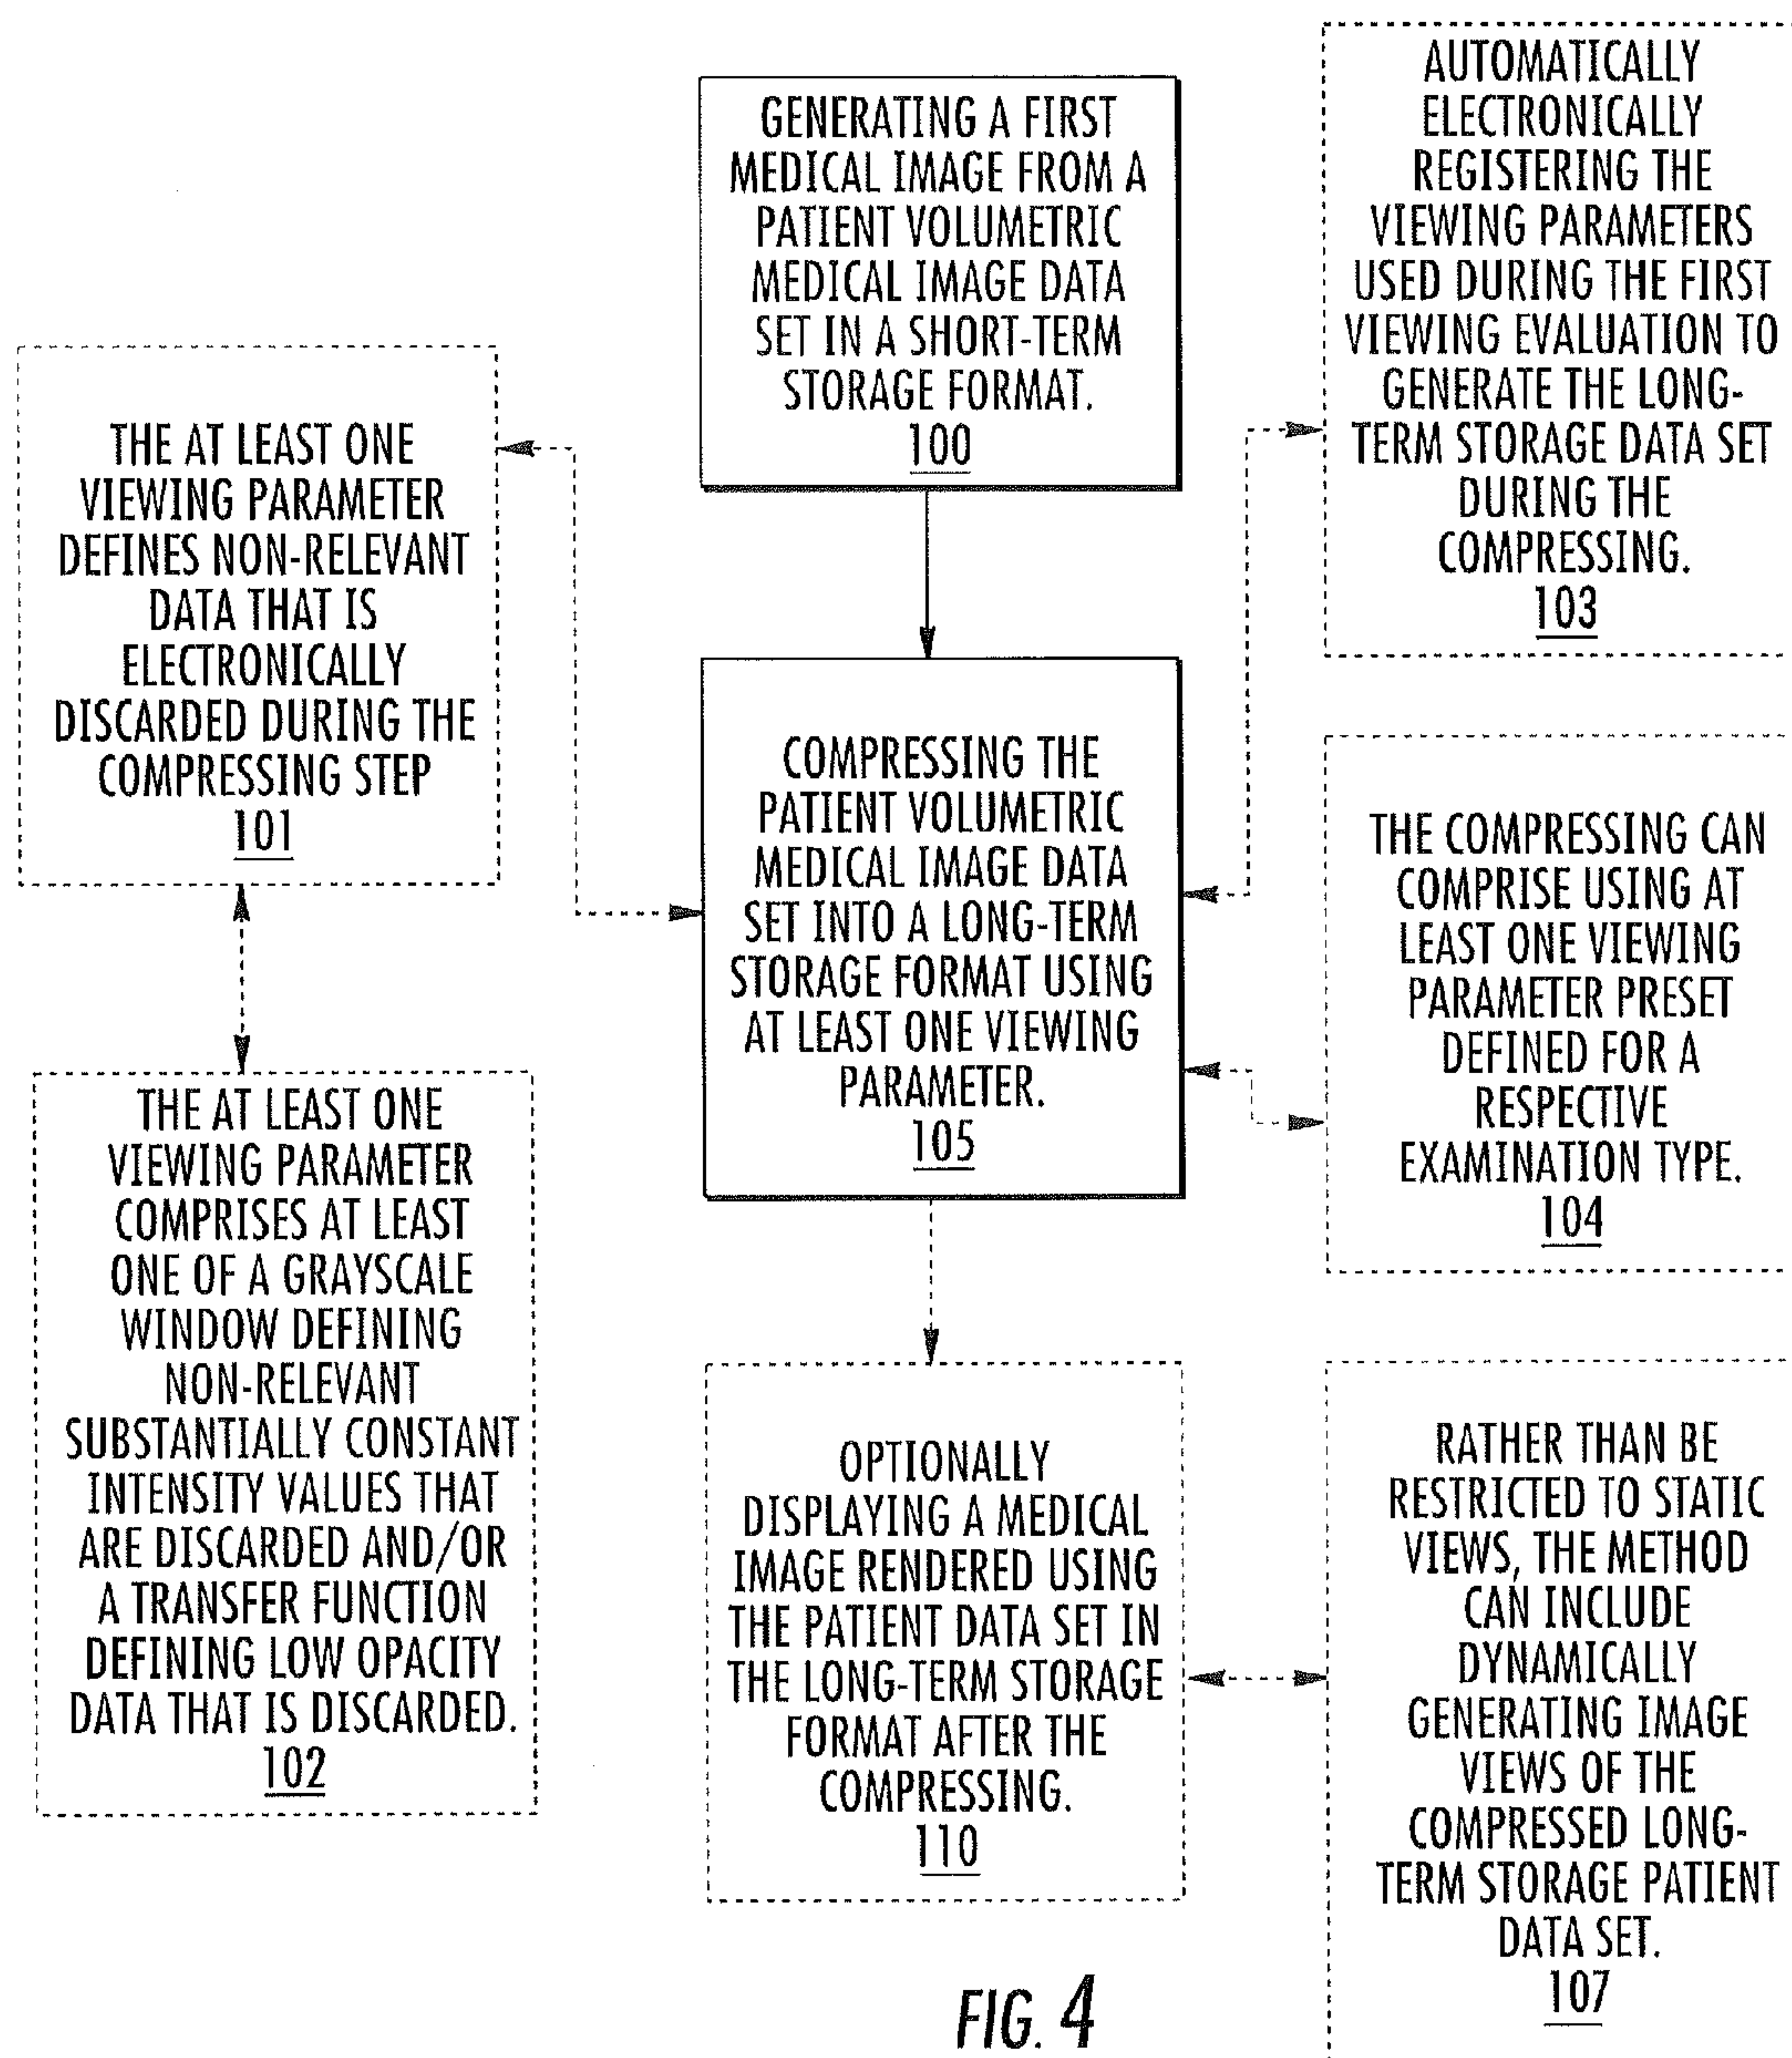 GENERATING A FIRST
MEDICAL IMAGE FROM A
PATIENT VOLUMETRIC
MEDICAL IMAGE DATA
SET IN A SHORT-TERM
STORAGE FORMAT.
100
AUTOMATICALLY
ELECTRONICALLY
REGISTERING THE
VIEWING PARAMETERS
USED DURING THE FIRST
VIEWING EVALUATION TO
GENERATE THE LONG-
TERM STORAGE DATA SET
DURING THE
COMPRESSING.
103
THE AT LEAST ONE
VIEWING PARAMETER
DEFINES NON-RELEVANT
DATA THAT IS
ELECTRONICALLY
DISCARDED DURING THE
COMPRESSING STEP
101
COMPRESSING THE
PATIENT VOLUMETRIC
MEDICAL IMAGE DATA
SET INTO A LONG-TERM
STORAGE FORMAT USING
AT LEAST ONE VIEWING
PARAMETER.
105
THE COMPRESSING CAN
COMPRISE USING AT
LEAST ONE VIEWING
PARAMETER PRESET
DEFINED FOR A
RESPECTIVE
EXAMINATION TYPE.
104
THE AT LEAST ONE
VIEWING PARAMETER
COMPRISES AT LEAST
ONE OF A GRAYSCALE
WINDOW DEFINING
NON-RELEVANT
SUBSTANTIALLY CONSTANT
INTENSITY VALUES THAT
ARE DISCARDED AND/OR
A TRANSFER FUNCTION
DEFINING LOW OPACITY
DATA THAT IS DISCARDED.
102
OPTIONALLY
DISPLAYING A MEDICAL
IMAGE RENDERED USING
THE PATIENT DATA SET IN
THE LONG-TERM STORAGE
FORMAT AFTER THE
COMPRESSING.
110
RATHER THAN BE
RESTRICTED TO STATIC
VIEWS, THE METHOD
CAN INCLUDE
DYNAMICALLY
GENERATING IMAGE
VIEWS OF THE
COMPRESSED LONG-
TERM STORAGE PATIENT
DATA SET.
107
FIG. 4